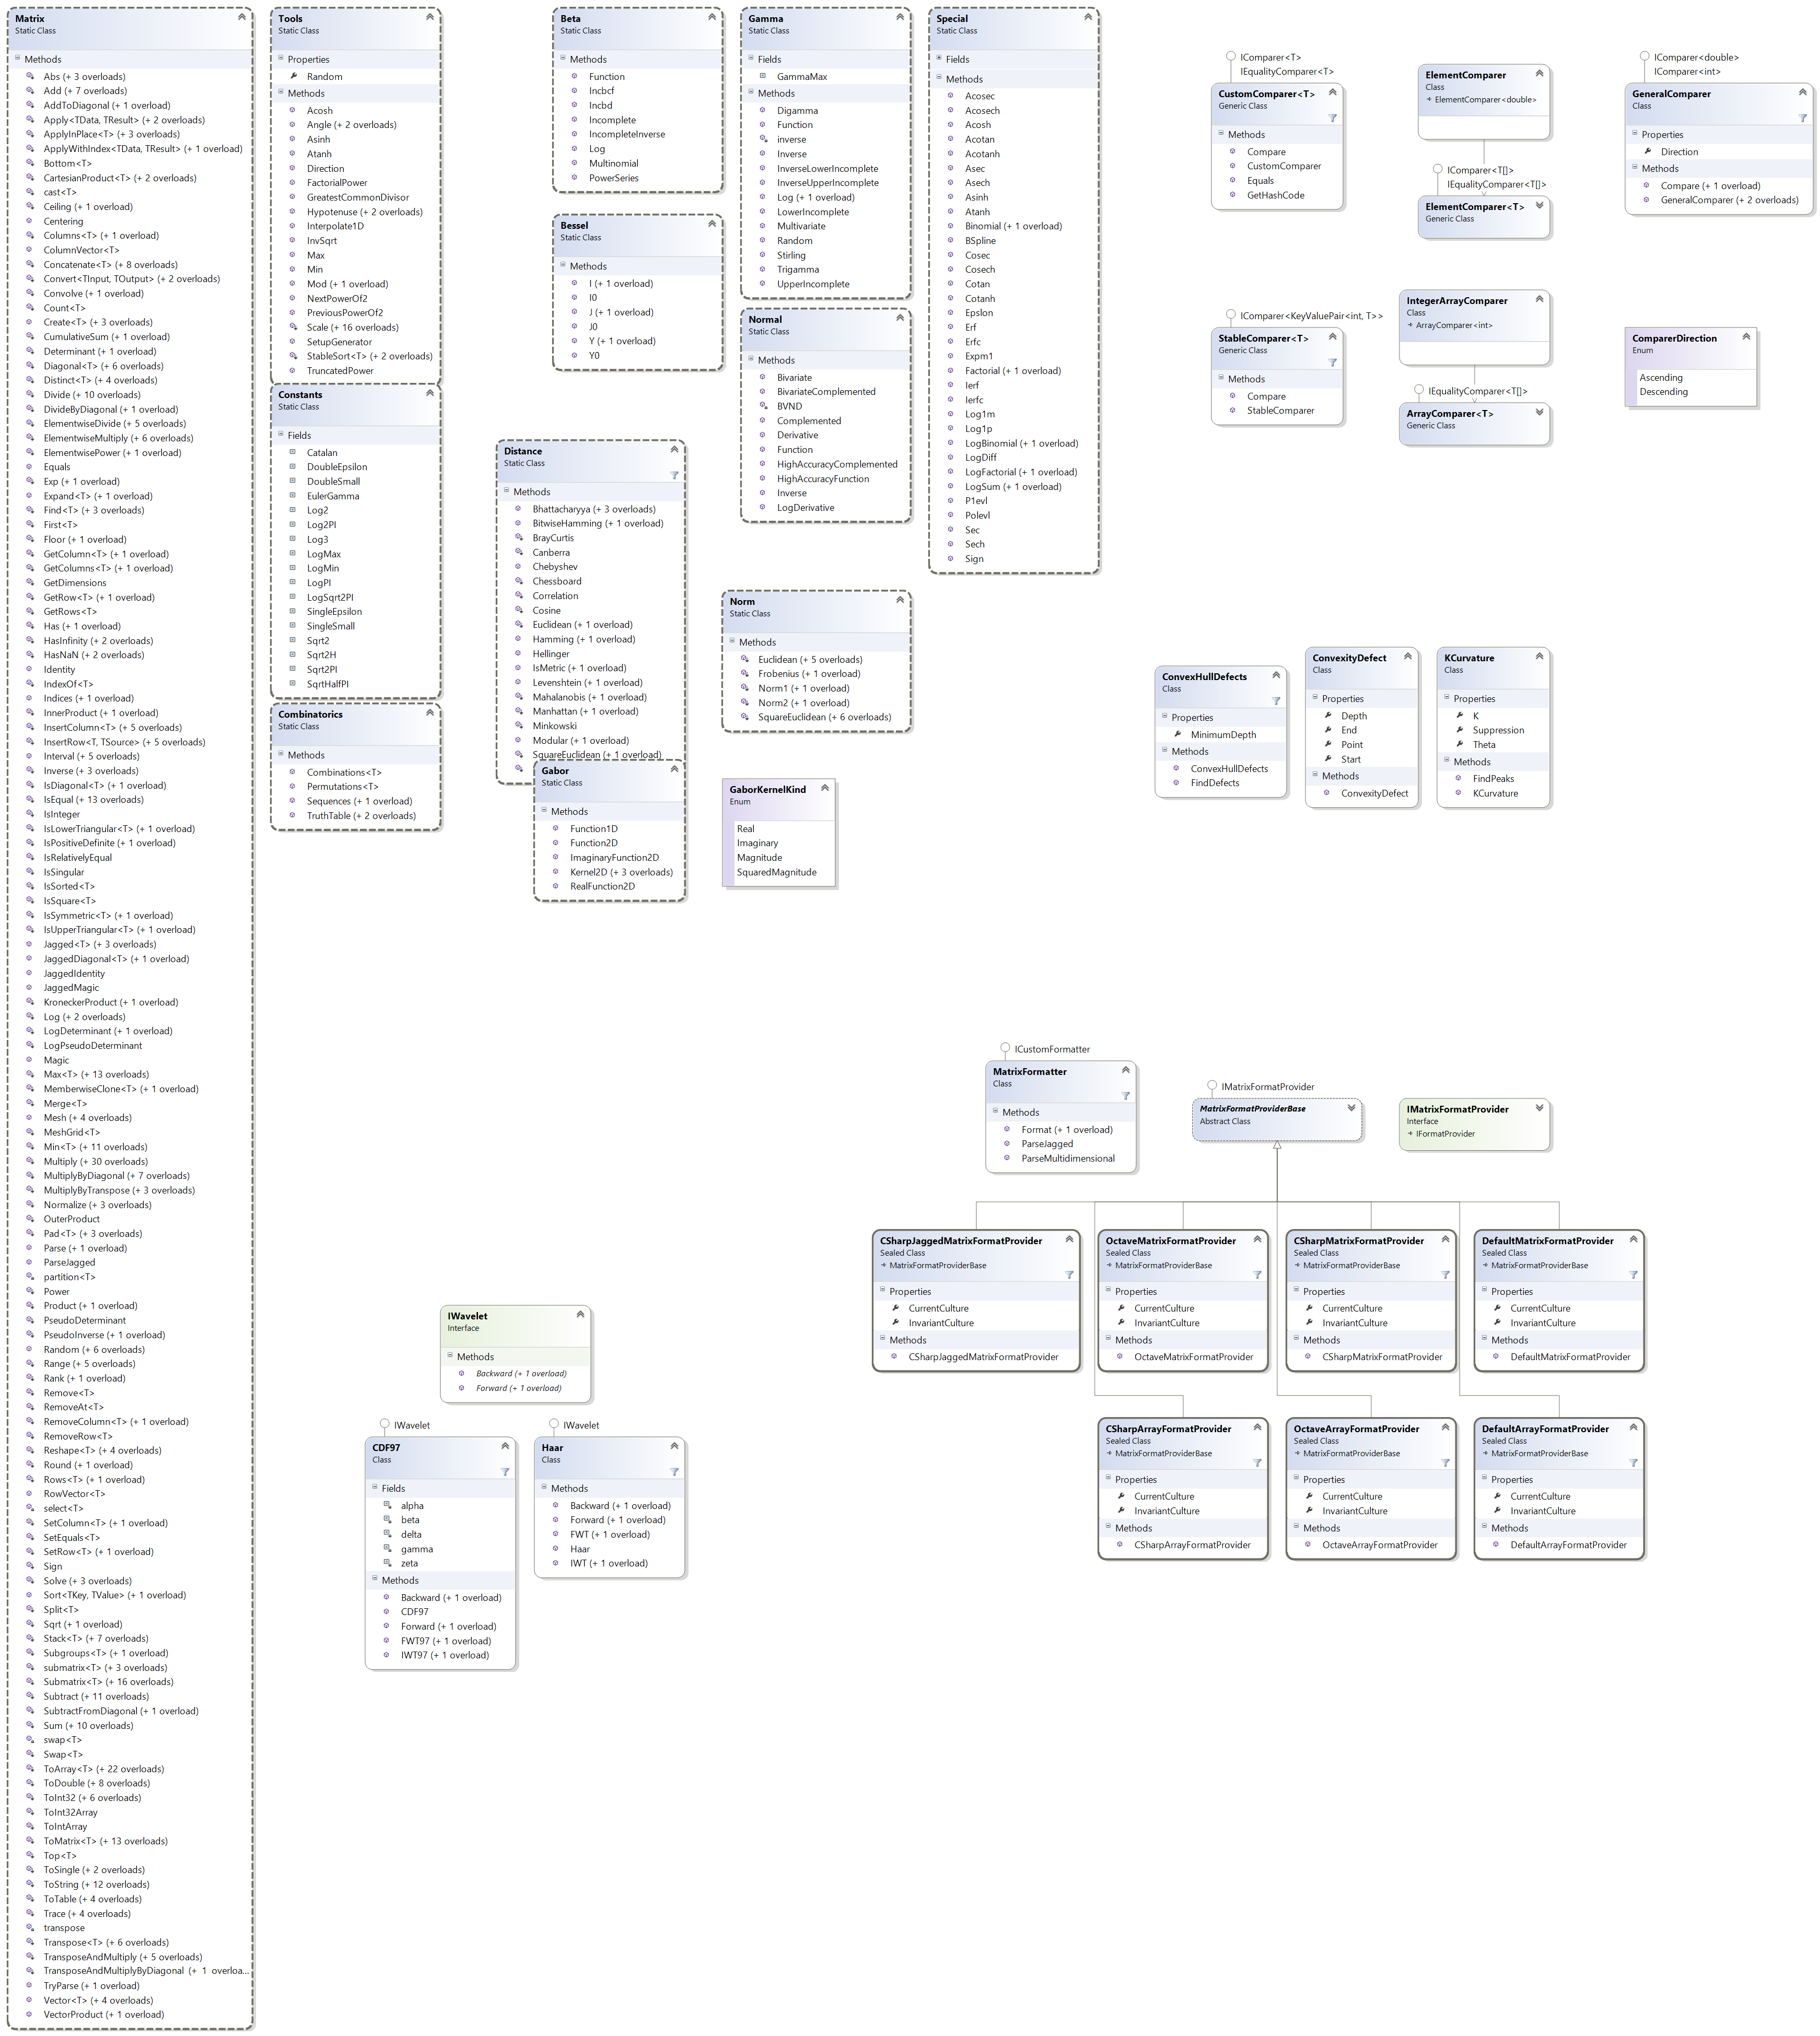 Matrix
Static Class
Methods
Abs (+ 3 overloads)
Add (+ 7 overloads)
AddToDiagonal (+ 1 overload)
Apply<TData, TResult> (+ 2 overloads)
ApplyInPlace<T> (+ 3 overloads)
ApplyWithIndex<TData, TResult> (+ 1 overload)
Bottom<T>
CartesianProduct<T> (+ 2 overloads)
cast<T>
Ceiling (+ 1 overload)
Centering
Columns<T> (+ 1 overload)
ColumnVector<T>
Concatenate<T> (+ 8 overloads)
Convert<TInput, TOutput> (+ 2 overloads)
Convolve (+ 1 overload)
Count<T>
Create<T> (+ 3 overloads)
CumulativeSum (+ 1 overload)
Determinant (+ 1 overload)
Diagonal<T> (+ 6 overloads)
Distinct<T> (+ 4 overloads)
Divide (+ 10 overloads)
DivideByDiagonal (+ 1 overload)
ElementwiseDivide (+ 5 overloads)
ElementwiseMultiply (+ 6 overloads)
ElementwisePower (+ 1 overload)
Equals
Exp (+ 1 overload)
Expand<T> (+ 1 overload)
Find<T> (+ 3 overloads)
First<T>
Floor (+ 1 overload)
GetColumn<T> (+ 1 overload)
GetColumns<T> (+ 1 overload)
GetDimensions
GetRow<T> (+ 1 overload)
GetRows<T>
Has (+ 1 overload)
HasInfinity (+ 2 overloads)
HasNaN (+ 2 overloads)
Identity
IndexOf<T>
Indices (+ 1 overload)
InnerProduct (+ 1 overload)
InsertColumn<T> (+ 5 overloads)
InsertRow<T, TSource> (+ 5 overloads)
Interval (+ 5 overloads)
Inverse (+ 3 overloads)
IsDiagonal<T> (+ 1 overload)
IsEqual (+ 13 overloads)
IsInteger
IsLowerTriangular<T> (+ 1 overload)
IsPositiveDefinite (+ 1 overload)
IsRelativelyEqual
IsSingular
IsSorted<T>
IsSquare<T>
IsSymmetric<T> (+ 1 overload)
IsUpperTriangular<T> (+ 1 overload)
Jagged<T> (+ 3 overloads)
JaggedDiagonal<T> (+ 1 overload)
JaggedIdentity
JaggedMagic
KroneckerProduct (+ 1 overload)
Log (+ 2 overloads)
LogDeterminant (+ 1 overload)
LogPseudoDeterminant
Magic
Max<T> (+ 13 overloads)
MemberwiseClone<T> (+ 1 overload)
Merge<T>
Mesh (+ 4 overloads)
MeshGrid<T>
Min<T> (+ 11 overloads)
Multiply (+ 30 overloads)
MultiplyByDiagonal (+ 7 overloads)
MultiplyByTranspose (+ 3 overloads)
Normalize (+ 3 overloads)
OuterProduct
Pad<T> (+ 3 overloads)
Parse (+ 1 overload)
ParseJagged
partition<T>
Power
Product (+ 1 overload)
PseudoDeterminant
PseudoInverse (+ 1 overload)
Random (+ 6 overloads)
Range (+ 5 overloads)
Rank (+ 1 overload)
Remove<T>
RemoveAt<T>
RemoveColumn<T> (+ 1 overload)
RemoveRow<T>
Reshape<T> (+ 4 overloads)
Round (+ 1 overload)
Rows<T> (+ 1 overload)
RowVector<T>
select<T>
SetColumn<T> (+ 1 overload)
SetEquals<T>
SetRow<T> (+ 1 overload)
Sign
Solve (+ 3 overloads)
Sort<TKey, TValue> (+ 1 overload)
Split<T>
Sqrt (+ 1 overload)
Stack<T> (+ 7 overloads)
Subgroups<T> (+ 1 overload)
submatrix<T> (+ 3 overloads)
Submatrix<T> (+ 16 overloads)
Subtract (+ 11 overloads)
SubtractFromDiagonal (+ 1 overload)
Sum (+ 10 overloads)
swap<T>
Swap<T>
ToArray<T> (+ 22 overloads)
ToDouble (+ 8 overloads)
ToInt32 (+ 6 overloads)
ToInt32Array
ToIntArray
ToMatrix<T> (+ 13 overloads)
Top<T>
ToSingle (+ 2 overloads)
ToString (+ 12 overloads)
ToTable (+ 4 overloads)
Trace (+ 4 overloads)
transpose
Transpose<T> (+ 6 overloads)
TransposeAndMultiply (+ 5 overloads)
TransposeAndMultiplyByDiagonal (+ 1 overloa...
TryParse (+ 1 overload)
Vector<T> (+ 4 overloads)
VectorProduct (+ 1 overload)
Tools
Static Class
Properties
Random
Methods
Acosh
Angle (+ 2 overloads)
Asinh
Atanh
Direction
FactorialPower
GreatestCommonDivisor
Hypotenuse (+ 2 overloads)
Interpolate1D
InvSqrt
Max
Min
Mod (+ 1 overload)
NextPowerOf2
PreviousPowerOf2
Scale (+ 16 overloads)
SetupGenerator
StableSort<T> (+ 2 overloads)
TruncatedPower
Constants
Static Class
Fields
Catalan
DoubleEpsilon
DoubleSmall
EulerGamma
Log2
Log2PI
Log3
LogMax
LogMin
LogPI
LogSqrt2PI
SingleEpsilon
SingleSmall
Sqrt2
Sqrt2H
Sqrt2PI
SqrtHalfPI
Combinatorics
Static Class
Methods
Combinations<T>
Permutations<T>
Sequences (+ 1 overload)
TruthTable (+ 2 overloads)
Beta
Static Class
Methods
Function
Incbcf
Incbd
Incomplete
IncompleteInverse
Log
Multinomial
PowerSeries
Bessel
Static Class
Methods
I (+ 1 overload)
I0
J (+ 1 overload)
J0
Y (+ 1 overload)
Y0
Distance
Static Class
Methods
Bhattacharyya (+ 3 overloads)
BitwiseHamming (+ 1 overload)
BrayCurtis
Canberra
Chebyshev
Chessboard
Correlation
Cosine
Euclidean (+ 1 overload)
Hamming (+ 1 overload)
Hellinger
IsMetric (+ 1 overload)
Levenshtein (+ 1 overload)
Mahalanobis (+ 1 overload)
Manhattan (+ 1 overload)
Minkowski
Modular (+ 1 overload)
SquareEuclidean (+ 1 overload)
Gabor
Static Class
Methods
Function1D
Function2D
ImaginaryFunction2D
Kernel2D (+ 3 overloads)
RealFunction2D
Gamma
Static Class
Fields
GammaMax
Methods
Digamma
Function
inverse
Inverse
InverseLowerIncomplete
InverseUpperIncomplete
Log (+ 1 overload)
LowerIncomplete
Multivariate
Random
Stirling
Trigamma
UpperIncomplete
Normal
Static Class
Methods
Bivariate
BivariateComplemented
BVND
Complemented
Derivative
Function
HighAccuracyComplemented
HighAccuracyFunction
Inverse
LogDerivative
Norm
Static Class
Methods
Euclidean (+ 5 overloads)
Frobenius (+ 1 overload)
Norm1 (+ 1 overload)
Norm2 (+ 1 overload)
SquareEuclidean (+ 6 overloads)
GaborKernelKind
Enum
Real
Imaginary
Magnitude
SquaredMagnitude
Special
Static Class
Fields
Methods
Acosec
Acosech
Acosh
Acotan
Acotanh
Asec
Asech
Asinh
Atanh
Binomial (+ 1 overload)
BSpline
Cosec
Cosech
Cotan
Cotanh
Epslon
Erf
Erfc
Expm1
Factorial (+ 1 overload)
Ierf
Ierfc
Log1m
Log1p
LogBinomial (+ 1 overload)
LogDiff
LogFactorial (+ 1 overload)
LogSum (+ 1 overload)
P1evl
Polevl
Sec
Sech
Sign
IComparer<T>
IEqualityComparer<T>
CustomComparer<T>
Generic Class
Methods
Compare
CustomComparer
Equals
GetHashCode
ElementComparer
Class
ElementComparer<double>
IComparer<T[]>
IEqualityComparer<T[]>
ElementComparer<T>
Generic Class
IComparer<double>
IComparer<int>
GeneralComparer
Class
Properties
Direction
Methods
Compare (+ 1 overload)
GeneralComparer (+ 2 overloads)
IComparer<KeyValuePair<int, T>>
StableComparer<T>
Generic Class
Methods
Compare
StableComparer
IntegerArrayComparer
Class
ArrayComparer<int>
IEqualityComparer<T[]>
ArrayComparer<T>
Generic Class
ComparerDirection
Enum
Ascending
Descending
ConvexHullDefects
Class
Properties
MinimumDepth
Methods
ConvexHullDefects
FindDefects
ConvexityDefect
Class
Properties
Depth
End
Point
Start
Methods
ConvexityDefect
KCurvature
Class
Properties
K
Suppression
Theta
Methods
FindPeaks
KCurvature
ICustomFormatter
MatrixFormatter
Class
Methods
Format (+ 1 overload)
ParseJagged
ParseMultidimensional
IMatrixFormatProvider
MatrixFormatProviderBase
Abstract Class
IMatrixFormatProvider
Interface
IFormatProvider
CSharpJaggedMatrixFormatProvider
Sealed Class
MatrixFormatProviderBase
Properties
CurrentCulture
InvariantCulture
Methods
CSharpJaggedMatrixFormatProvider
OctaveMatrixFormatProvider
Sealed Class
MatrixFormatProviderBase
Properties
CurrentCulture
InvariantCulture
Methods
OctaveMatrixFormatProvider
CSharpMatrixFormatProvider
Sealed Class
MatrixFormatProviderBase
Properties
CurrentCulture
InvariantCulture
Methods
CSharpMatrixFormatProvider
DefaultMatrixFormatProvider
Sealed Class
MatrixFormatProviderBase
Properties
CurrentCulture
InvariantCulture
Methods
DefaultMatrixFormatProvider
CSharpArrayFormatProvider
Sealed Class
MatrixFormatProviderBase
Properties
CurrentCulture
InvariantCulture
Methods
CSharpArrayFormatProvider
OctaveArrayFormatProvider
Sealed Class
MatrixFormatProviderBase
Properties
CurrentCulture
InvariantCulture
Methods
OctaveArrayFormatProvider
DefaultArrayFormatProvider
Sealed Class
MatrixFormatProviderBase
Properties
CurrentCulture
InvariantCulture
Methods
DefaultArrayFormatProvider
IWavelet
Interface
Methods
Backward (+ 1 overload)
Forward (+ 1 overload)
IWavelet
CDF97
Class
Fields
alpha
beta
delta
gamma
zeta
Methods
Backward (+ 1 overload)
CDF97
Forward (+ 1 overload)
FWT97 (+ 1 overload)
IWT97 (+ 1 overload)
IWavelet
Haar
Class
Methods
Backward (+ 1 overload)
Forward (+ 1 overload)
FWT (+ 1 overload)
Haar
IWT (+ 1 overload)